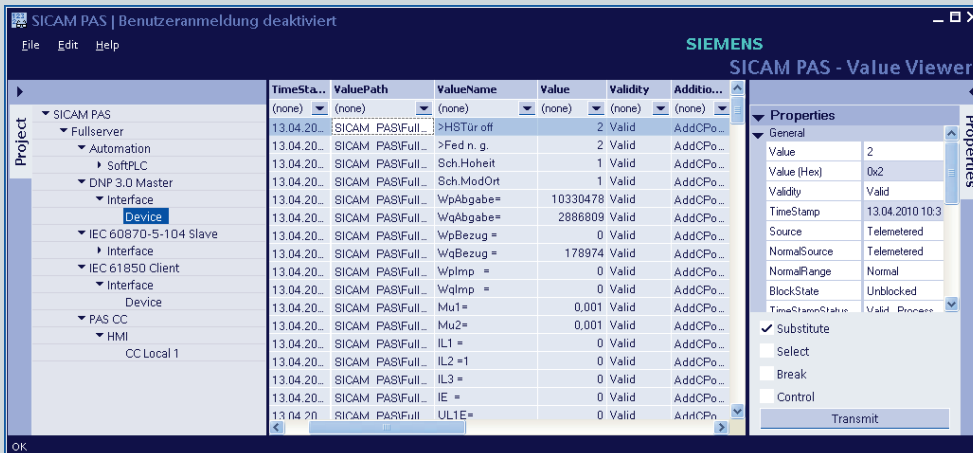 SICAM PAS | Benutzeranmeldung deaktiviert
File Edit Help
SIEMENS
SICAM PAS - Value Viewer
Project
SICAM PAS
Fullserver
Automation
SoftPLC
DNP 3.0 Master
Interface
Device
IEC 60870-5-104 Slave
Interface
IEC 61850 Client
Interface
Device
PAS CC
HMI
CC Local 1
TimeSta... ValuePath ValueName Value Validity Additio...
(none) (none) (none) (none) (none) (none)
13.04.20... SICAM PAS\Full... >HSTür off 2 Valid AddCPo...
13.04.20... SICAM PAS\Full... >Fed n. g. 2 Valid AddCPo...
13.04.20... SICAM PAS\Full... Sch.Hoheit 1 Valid AddCPo...
13.04.20... SICAM PAS\Full... Sch.ModOrt 1 Valid AddCPo...
13.04.20... SICAM PAS\Full... WpAbgabe= 10330478 Valid AddCPo...
13.04.20... SICAM PAS\Full... WqAbgabe= 2886809 Valid AddCPo...
13.04.20... SICAM PAS\Full... WpBezug = 0 Valid AddCPo...
13.04.20... SICAM PAS\Full... WqBezug = 178974 Valid AddCPo...
13.04.20... SICAM PAS\Full... WpImp = 0 Valid AddCPo...
13.04.20... SICAM PAS\Full... WqImp = 0 Valid AddCPo...
13.04.20... SICAM PAS\Full... Mu1= 0,001 Valid AddCPo...
13.04.20... SICAM PAS\Full... Mu2= 0,001 Valid AddCPo...
13.04.20... SICAM PAS\Full... IL1 = 0 Valid AddCPo...
13.04.20... SICAM PAS\Full... IL2 =1 0 Valid AddCPo...
13.04.20... SICAM PAS\Full... IL3 = 0 Valid AddCPo...
13.04.20... SICAM PAS\Full... IE = 0 Valid AddCPo...
13.04.20... SICAM PAS\Full... UL1E= 0 Valid AddCPo...
Properties
General
Value 2
Value (Hex) 0x2
Validity Valid
TimeStamp 13.04.2010 10:3
Source Telemetered
NormalSource Telemetered
NormalRange Normal
BlockState Unblocked
TimeStampStatus Valid Process
Substitute
Select
Break
Control
Transmit
Properties
OK